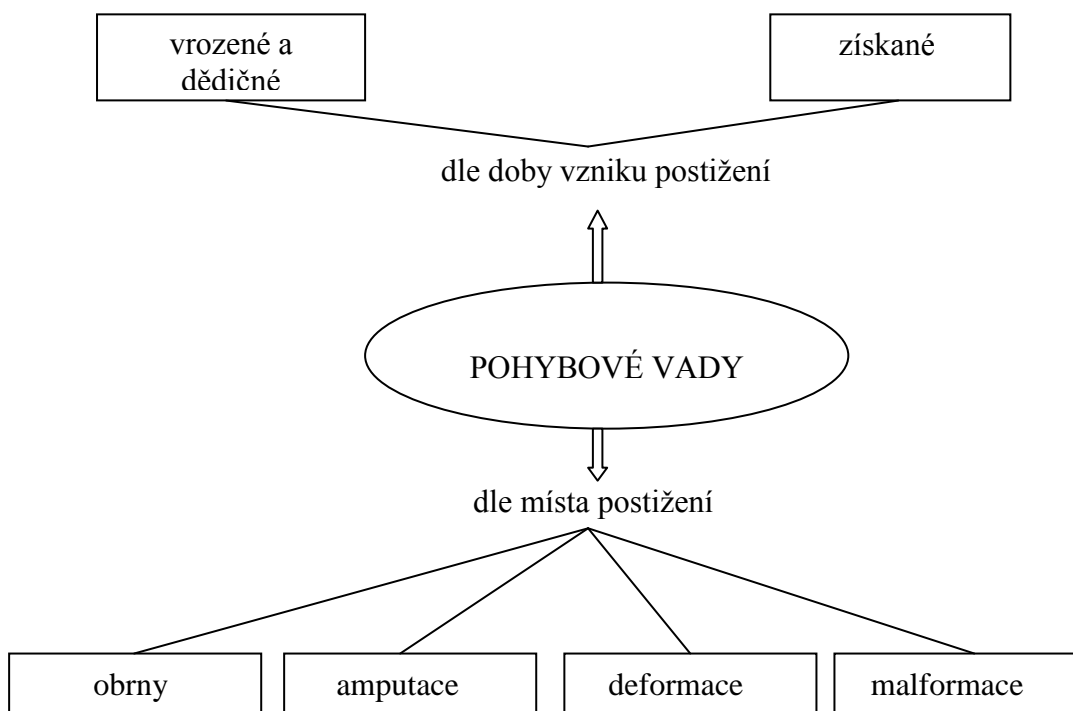 vrozené a
dědičné
získané
dle doby vzniku postižení
POHYBOVÉ VADY
dle místa postižení
obrny
amputace
deformace
malformace